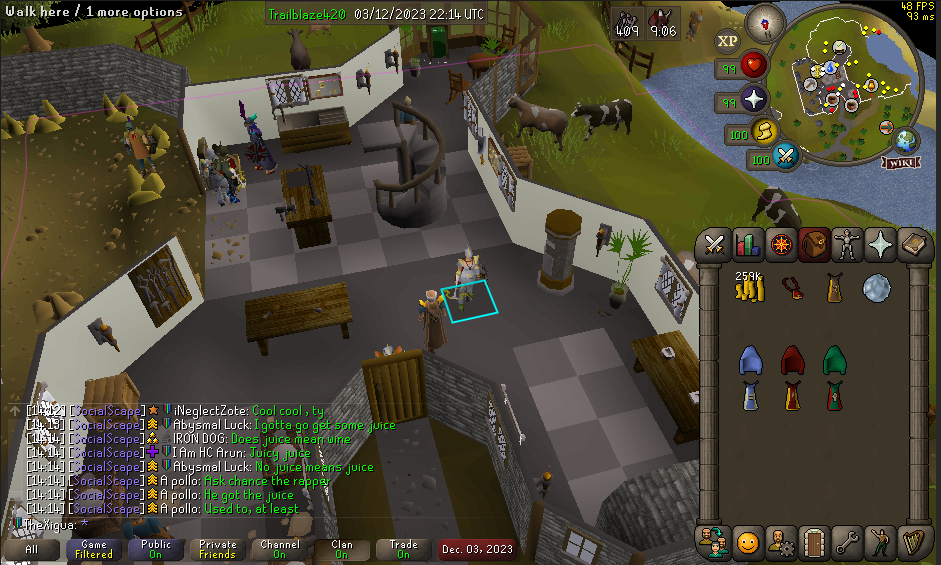 Walk here / 1 more options
Trailblaze420 03/12/2023 22:14 UTC
48 FPS
93 ms
409
9:06
XP
99
99
100
100
WIKI
259K
[14:12] [SocialScape] iNeglectZote: Cool cool , ty
[14:13] [SocialScape] Abysmal Luck: I gotta go get some juice
[14:14] [SocialScape] IRON DOG: Does juice mean wine
[14:14] [SocialScape] I Am HC Arun: Juicy juice
[14:14] [SocialScape] Abysmal Luck: No juice means juice
[14:14] [SocialScape] A pollo: Ask chance the rapper
[14:14] [SocialScape] A pollo: He got the juice
[14:14] [SocialScape] A pollo: Used to, at least
TheXigua: *
All
Game
Filtered
Public
On
Private
Friends
Channel
On
Clan
On
Trade
On
Dec. 03, 2023